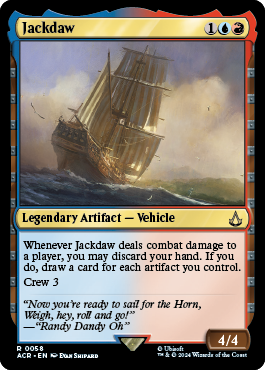 Jackdaw 1
Legendary Artifact — Vehicle
Whenever Jackdaw deals combat damage to
a player, you may discard your hand. If you
do, draw a card for each artifact you control.
Crew 3
“Now you're ready to sail for the Horn,
Weigh, hey, roll and go!”
—“Randy Dandy Oh”
4/4
R 0058
ACR • EN Evan Shipard
© Ubisoft
™ & © 2024 Wizards of the Coast